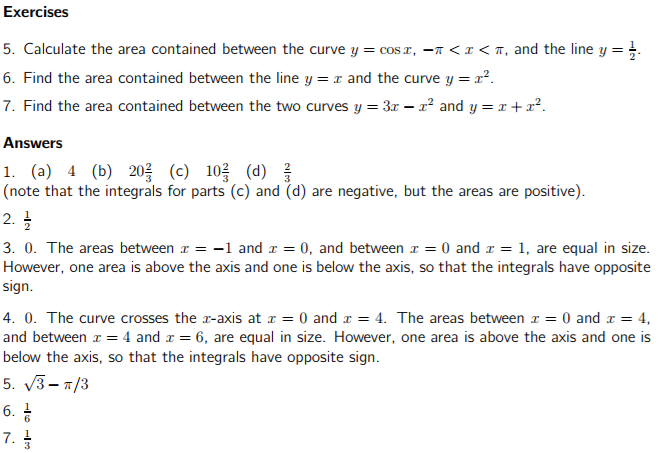 Exercises
5. Calculate the area contained between the curve y = cos x, −π < x < π, and the line y = 1/2.
6. Find the area contained between the line y = x and the curve y = x².
7. Find the area contained between the two curves y = 3x − x² and y = x + x².
Answers
1. (a) 4 (b) 20 2/3 (c) 10 2/3 (d) 2/3
(note that the integrals for parts (c) and (d) are negative, but the areas are positive).
2. 1/2
3. 0. The areas between x = −1 and x = 0, and between x = 0 and x = 1, are equal in size.
However, one area is above the axis and one is below the axis, so that the integrals have opposite
sign.
4. 0. The curve crosses the x-axis at x = 0 and x = 4. The areas between x = 0 and x = 4,
and between x = 4 and x = 6, are equal in size. However, one area is above the axis and one is
below the axis, so that the integrals have opposite sign.
5. √3 − π/3
6. 1/6
7. 1/3